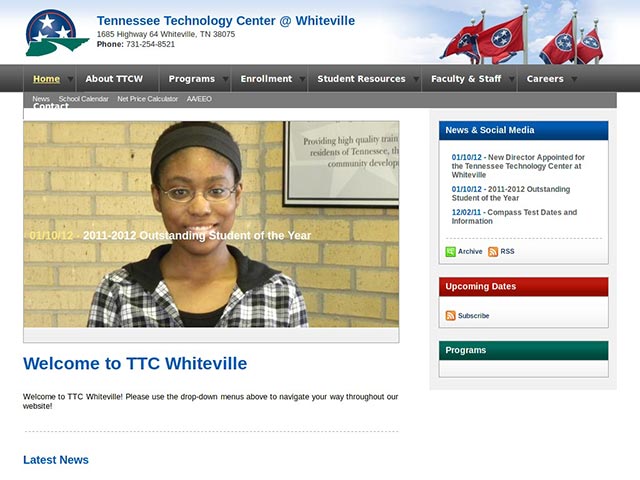 Tennessee Technology Center @ Whiteville
1685 Highway 64 Whiteville, TN 38075
Phone: 731-254-8521
Home
About TTCW
Programs
Enrollment
Student Resources
Faculty & Staff
Careers
News
School Calendar
Net Price Calculator
AA/EEO
Contact
Providing high quality train
residents of Tennessee, th
community develop
01/10/12 - 2011-2012 Outstanding Student of the Year
Welcome to TTC Whiteville
Welcome to TTC Whiteville! Please use the drop-down menus above to navigate your way throughout our
website!
Latest News
News & Social Media
01/10/12 - New Director Appointed for
the Tennessee Technology Center at
Whiteville
01/10/12 - 2011-2012 Outstanding
Student of the Year
12/02/11 - Compass Test Dates and
Information
Archive
RSS
Upcoming Dates
Subscribe
Programs